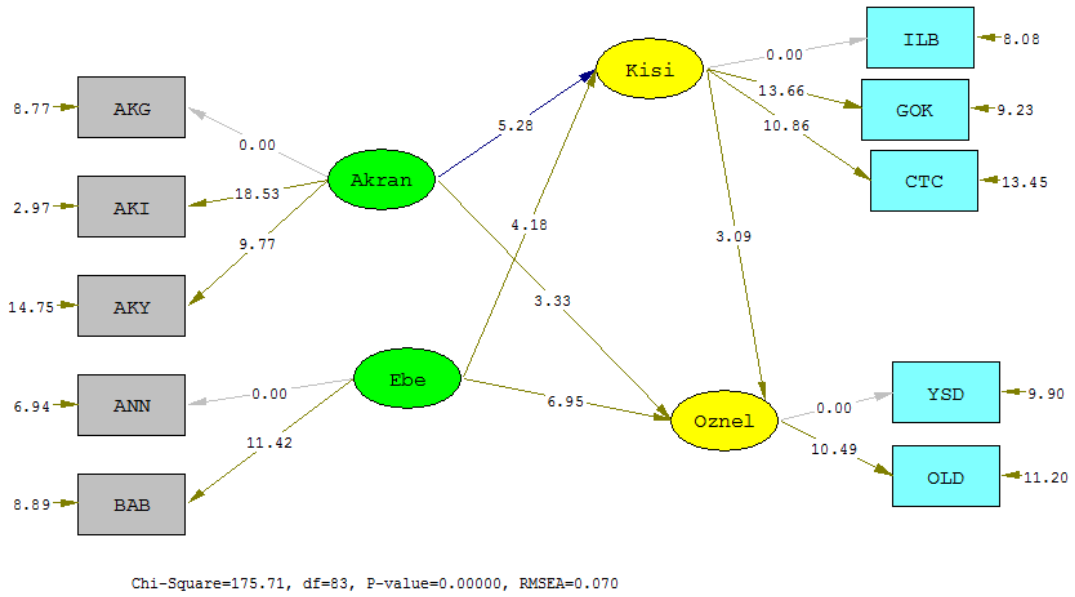 ILB
0.00
8.08
Kisi
8.77
AKG
13.66
GOK
9.23
5.28
10.86
0.00
Akran
CTC
13.45
2.97
AKI
18.53
4.18
3.09
9.77
14.75
AKY
3.33
6.94
ANN
0.00
Ebe
6.95
0.00
YSD
9.90
Oznel
11.42
10.49
OLD
11.20
8.89
BAB
Chi-Square=175.71, df=83, P-value=0.00000, RMSEA=0.070